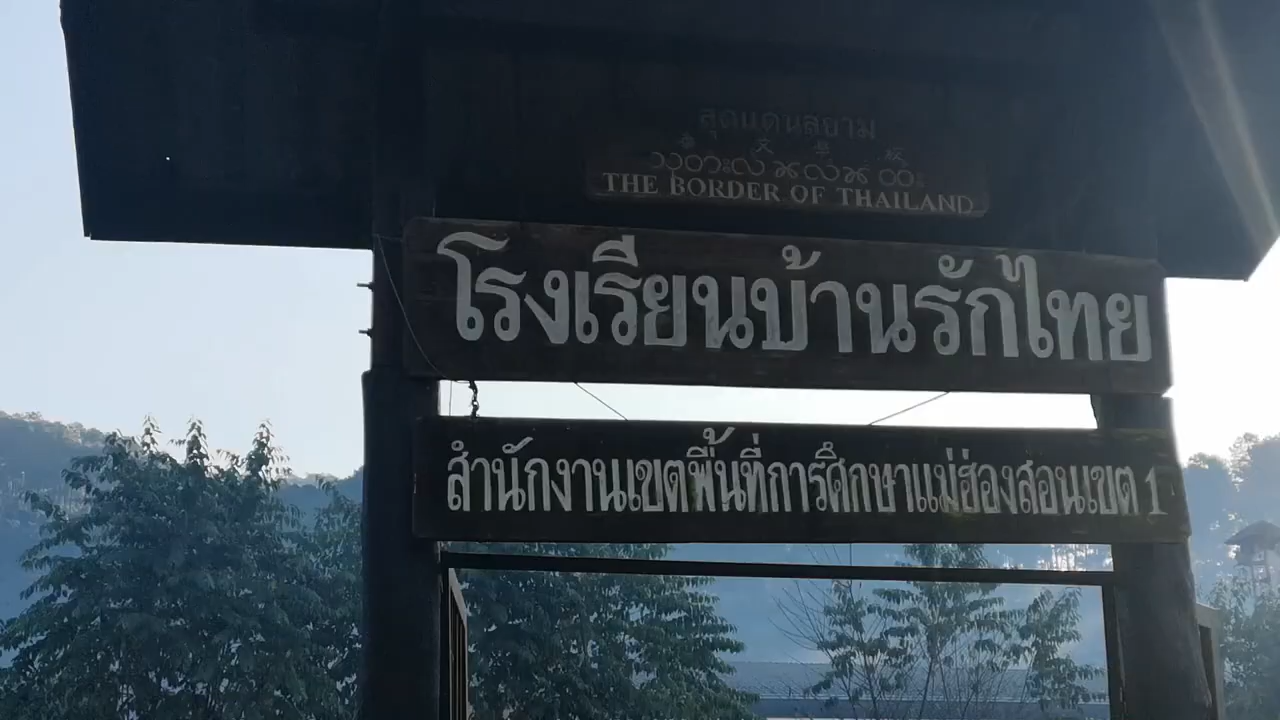 สุดแดนสยาม
THE BORDER OF THAILAND
โรงเรียนบ้านรักไทย
สำนักงานเขตพื้นที่การศึกษาแม่ฮ่องสอนเขต 1